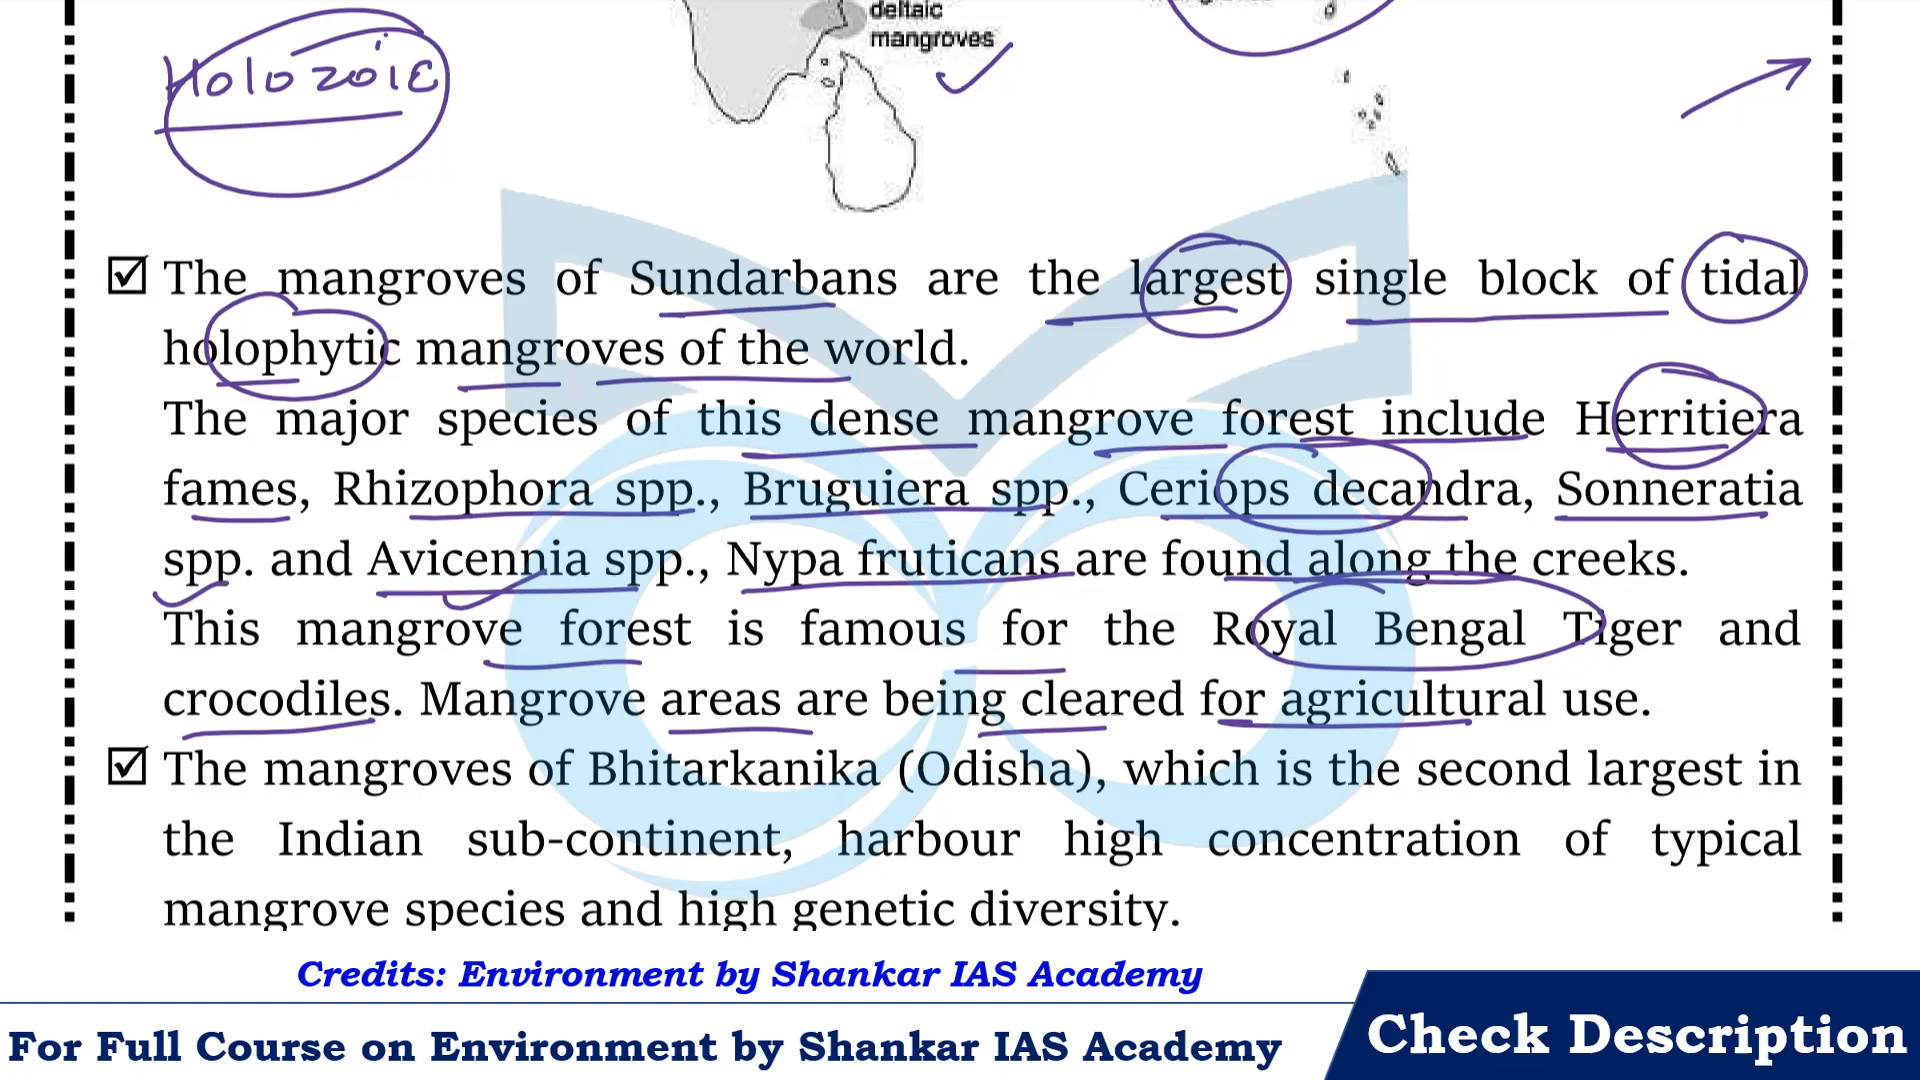 deltaic
mangroves
Holozoic
☑ The mangroves of Sundarbans are the largest single block of tidal
holophytic mangroves of the world.
The major species of this dense mangrove forest include Herritiera
fames, Rhizophora spp., Bruguiera spp., Ceriops decandra, Sonneratia
spp. and Avicennia spp., Nypa fruticans are found along the creeks.
This mangrove forest is famous for the Royal Bengal Tiger and
crocodiles. Mangrove areas are being cleared for agricultural use.
☑ The mangroves of Bhitarkanika (Odisha), which is the second largest in
the Indian sub-continent, harbour high concentration of typical
mangrove species and high genetic diversity.
Credits: Environment by Shankar IAS Academy
For Full Course on Environment by Shankar IAS Academy
Check Description